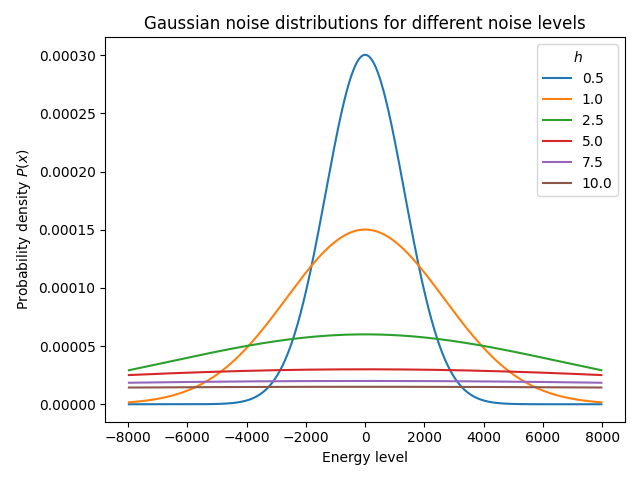 Gaussian noise distributions for different noise levels
Probability density P(x)
0.00030
0.00025
0.00020
0.00015
0.00010
0.00005
0.00000
h
0.5
1.0
2.5
5.0
7.5
10.0
−8000 −6000 −4000 −2000 0 2000 4000 6000 8000
Energy level